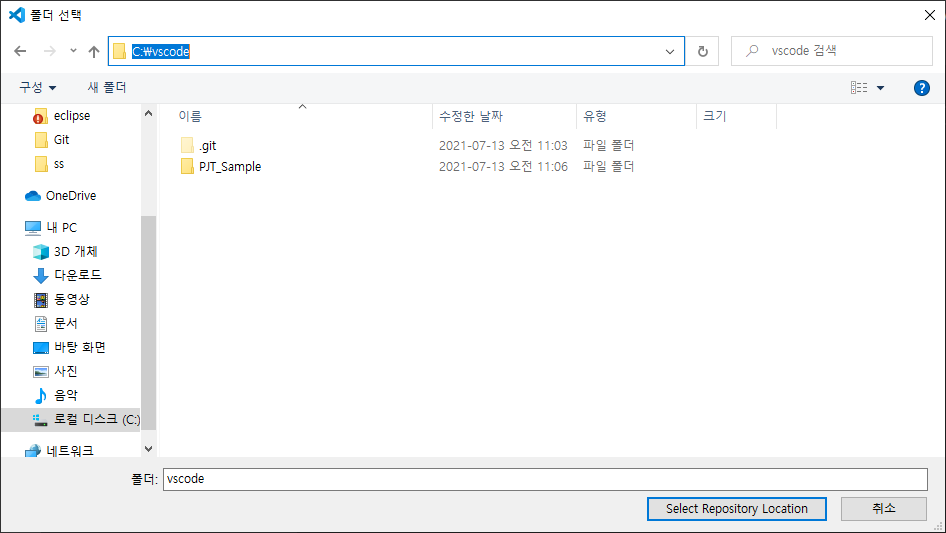 폴더 선택
C:\vscode
vscode 검색
구성 새 폴더
이름 수정한 날짜 유형 크기
eclipse
Git
ss
OneDrive
내 PC
3D 개체
다운로드
동영상
문서
바탕 화면
사진
음악
로컬 디스크 (C:)
네트워크
.git 2021-07-13 오전 11:03 파일 폴더
PJT_Sample 2021-07-13 오전 11:06 파일 폴더
폴더: vscode
Select Repository Location 취소